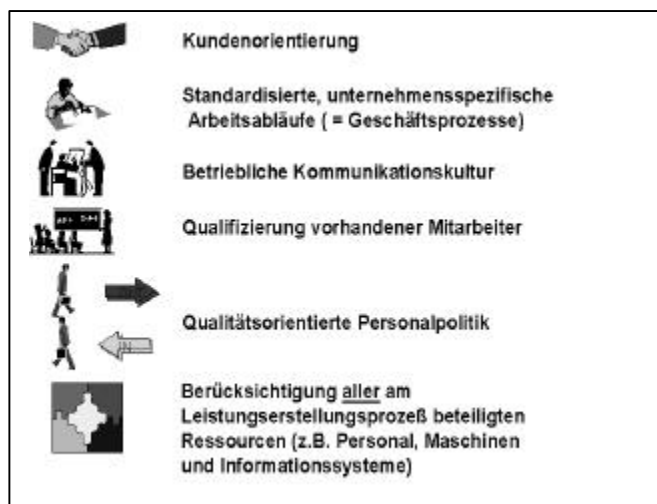 Kundenorientierung
Standardisierte, unternehmensspezifische
Arbeitsabläufe ( = Geschäftsprozesse)
Betriebliche Kommunikationskultur
Qualifizierung vorhandener Mitarbeiter
Qualitätsorientierte Personalpolitik
Berücksichtigung aller am
Leistungserstellungsprozeß beteiligten
Ressourcen (z.B. Personal, Maschinen
und Informationssysteme)